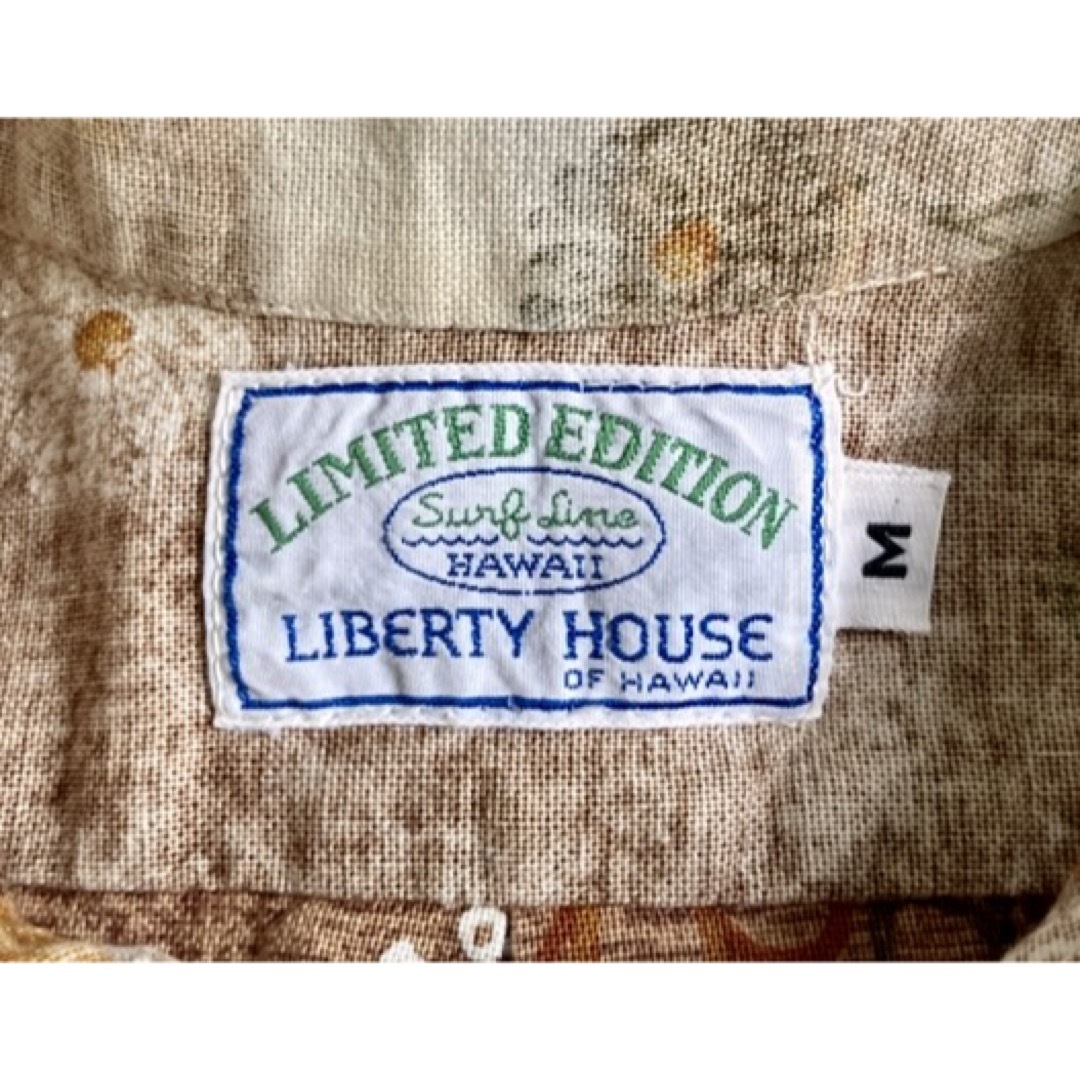 LIMITED EDITION
Surf Line
HAWAII
LIBERTY HOUSE
OF HAWAII
M